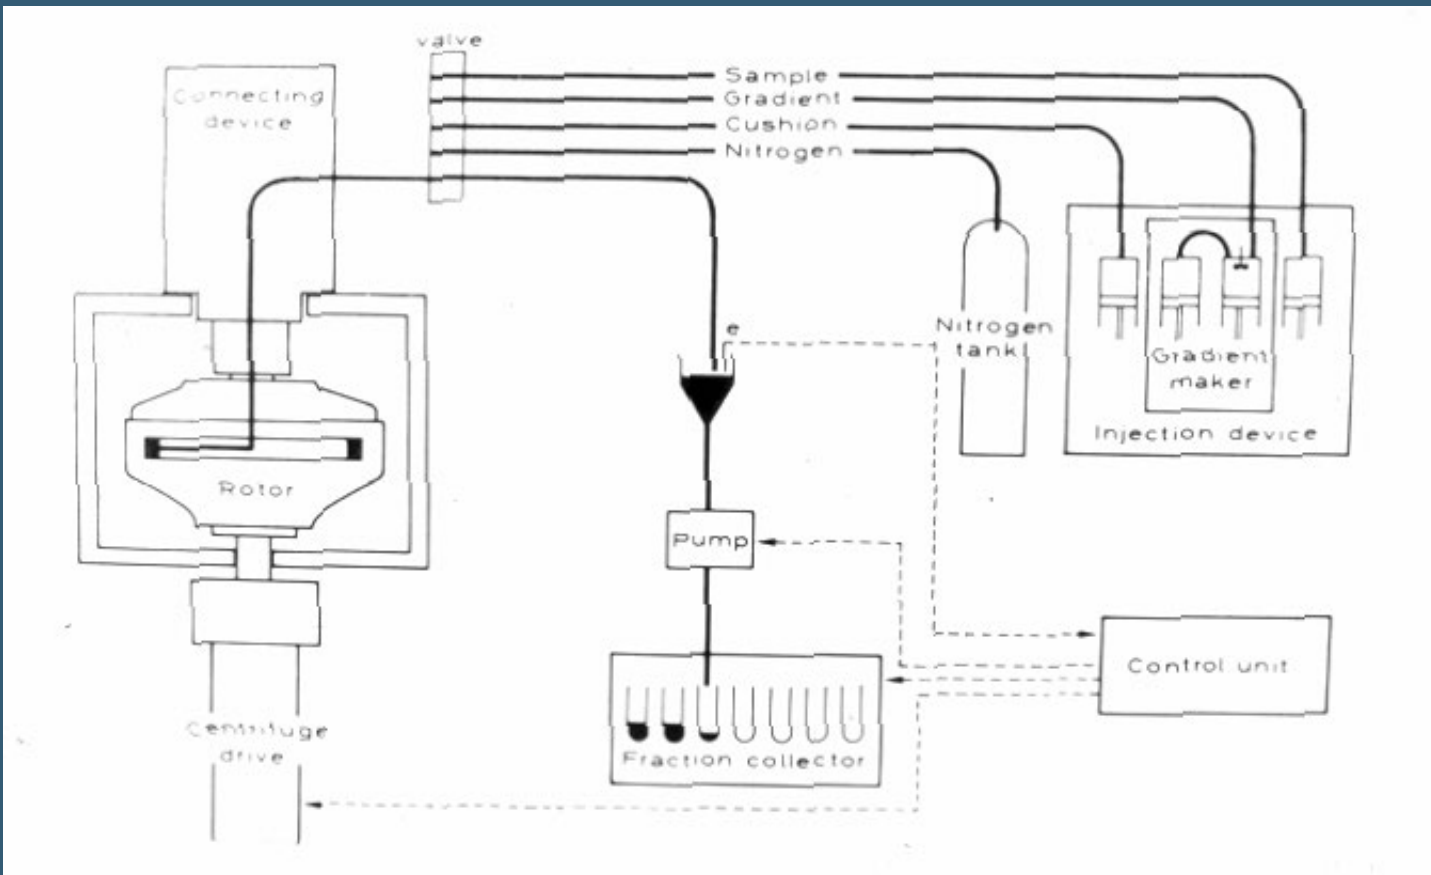 valve
Connecting
device
Sample
Gradient
Cushion
Nitrogen
e
Nitrogen
tank
Gradient
maker
Injection device
Rotor
Pump
Control unit
Centrifuge
drive
Fraction collector